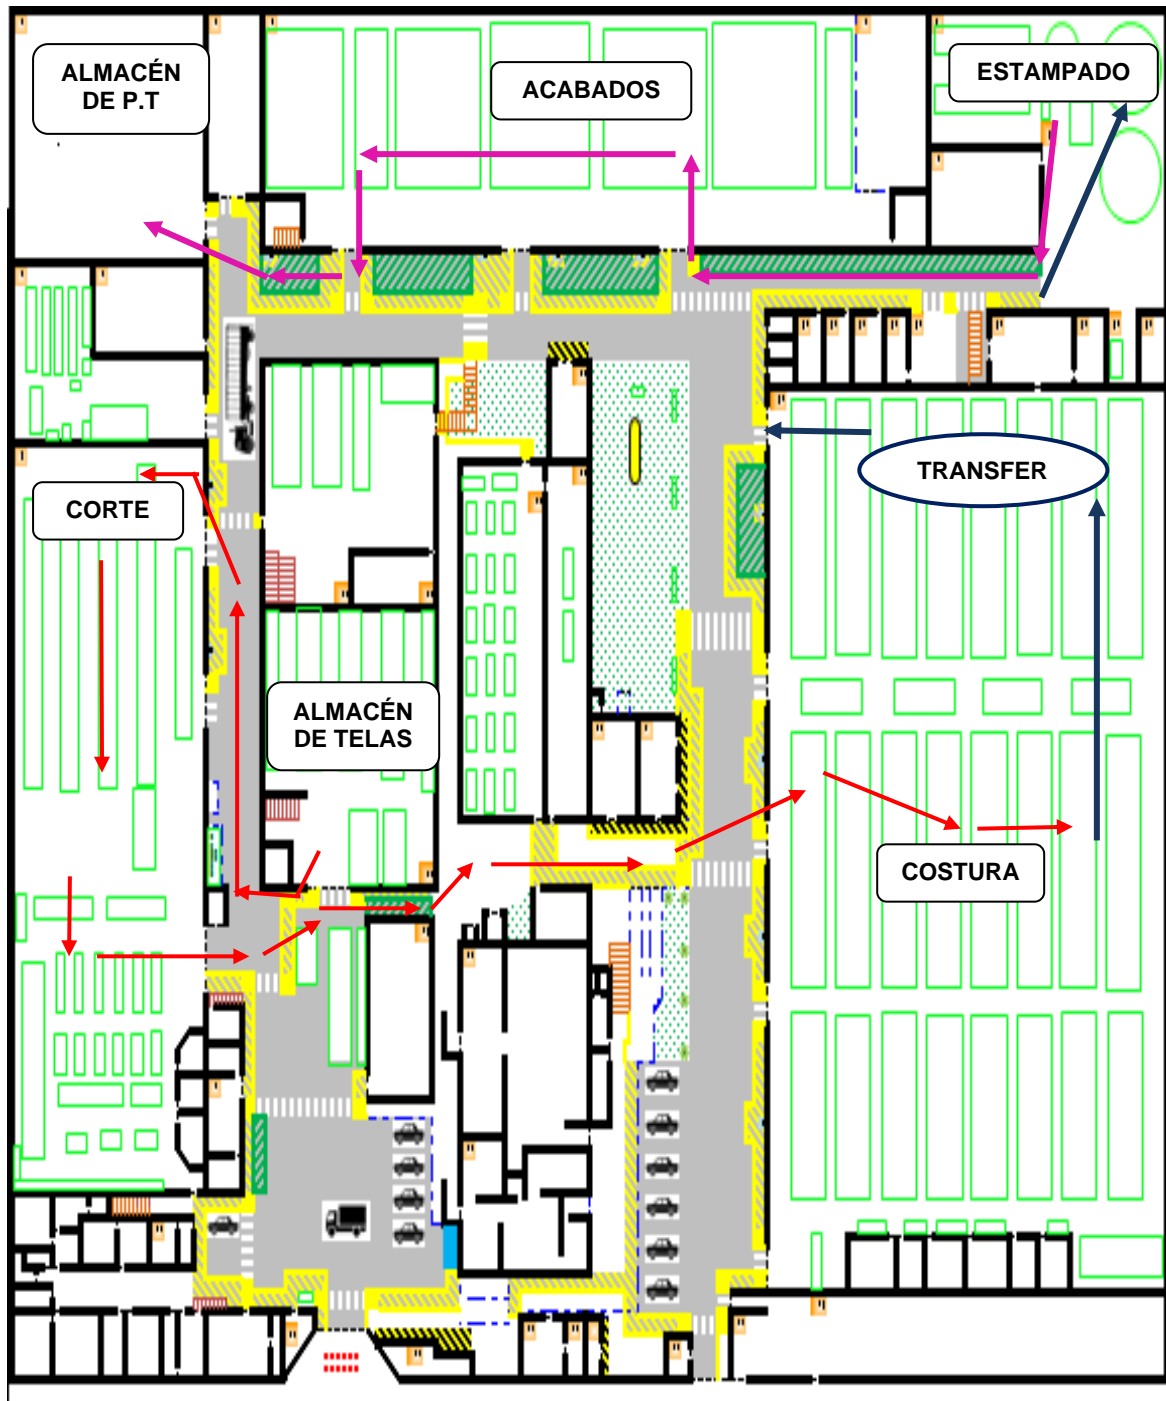 ALMACÉN
DE P.T
ACABADOS
ESTAMPADO
TRANSFER
CORTE
ALMACÉN
DE TELAS
COSTURA